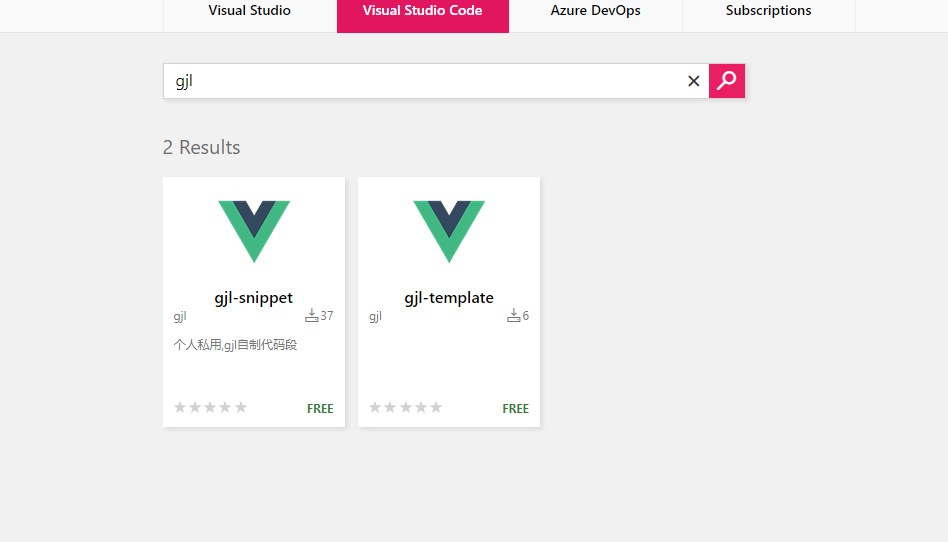 Visual Studio
Visual Studio Code
Azure DevOps
Subscriptions
gjl
2 Results
gjl-snippet
gjl
37
个人私用,gjl自制代码段
FREE
gjl-template
gjl
6
FREE